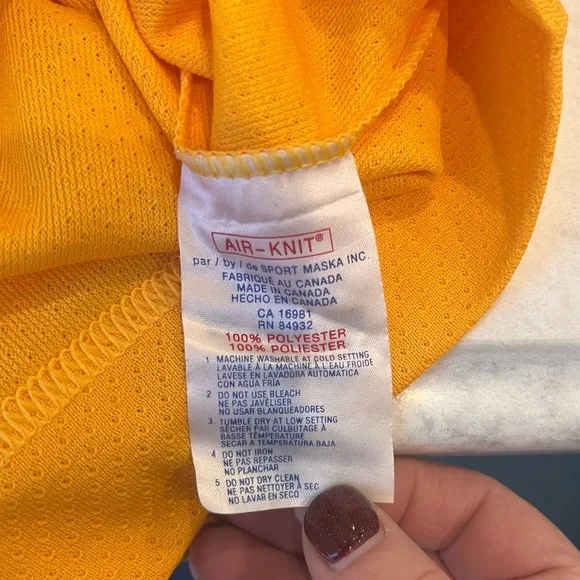 AIR-KNIT®
par / by / de SPORT MASKA INC.
FABRIQUÉ AU CANADA
MADE IN CANADA
HECHO EN CANADA
CA 16981
RN 84932
100% POLYESTER
100% POLIESTER
1 MACHINE WASHABLE AT COLD SETTING
LAVABLE À LA MACHINE À L'EAU FROIDE
LAVESE EN LAVADORA AUTOMATICA
CON AGUA FRÍA
2 DO NOT USE BLEACH
NE PAS JAVÉLISER
NO USAR BLANQUEADORES
3 TUMBLE DRY AT LOW SETTING
SÉCHER PAR CULBUTAGE À
BASSE TEMPÉRATURE
SECAR A TEMPERATURA BAJA
4 DO NOT IRON
NE PAS REPASSER
NO PLANCHAR
5 DO NOT DRY CLEAN
NE PAS NETTOYER À SEC
NO LAVAR EN SECO